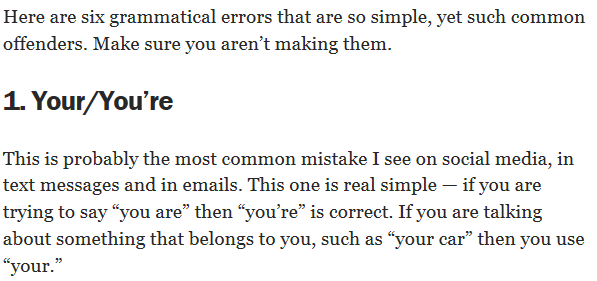 Here are six grammatical errors that are so simple, yet such common
offenders. Make sure you aren’t making them.
1. Your/You’re
This is probably the most common mistake I see on social media, in
text messages and in emails. This one is real simple — if you are
trying to say “you are” then “you’re” is correct. If you are talking
about something that belongs to you, such as “your car” then you use
“your.”